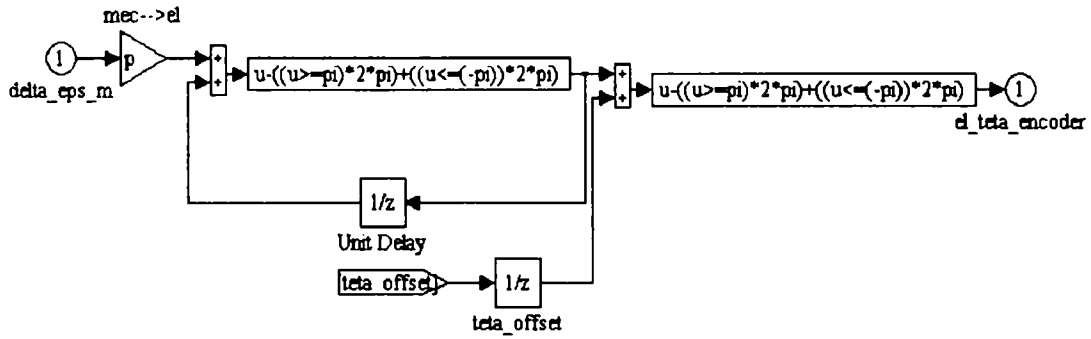 mec-->el
1
p
delta_eps_m
+
+
u-((u>=pi)*2*pi)+((u<=(-pi))*2*pi)
+
+
u-((u>=pi)*2*pi)+((u<=(-pi))*2*pi)
1
el_teta_encoder
1/z
Unit Delay
teta_offset]
1/z
teta_offset